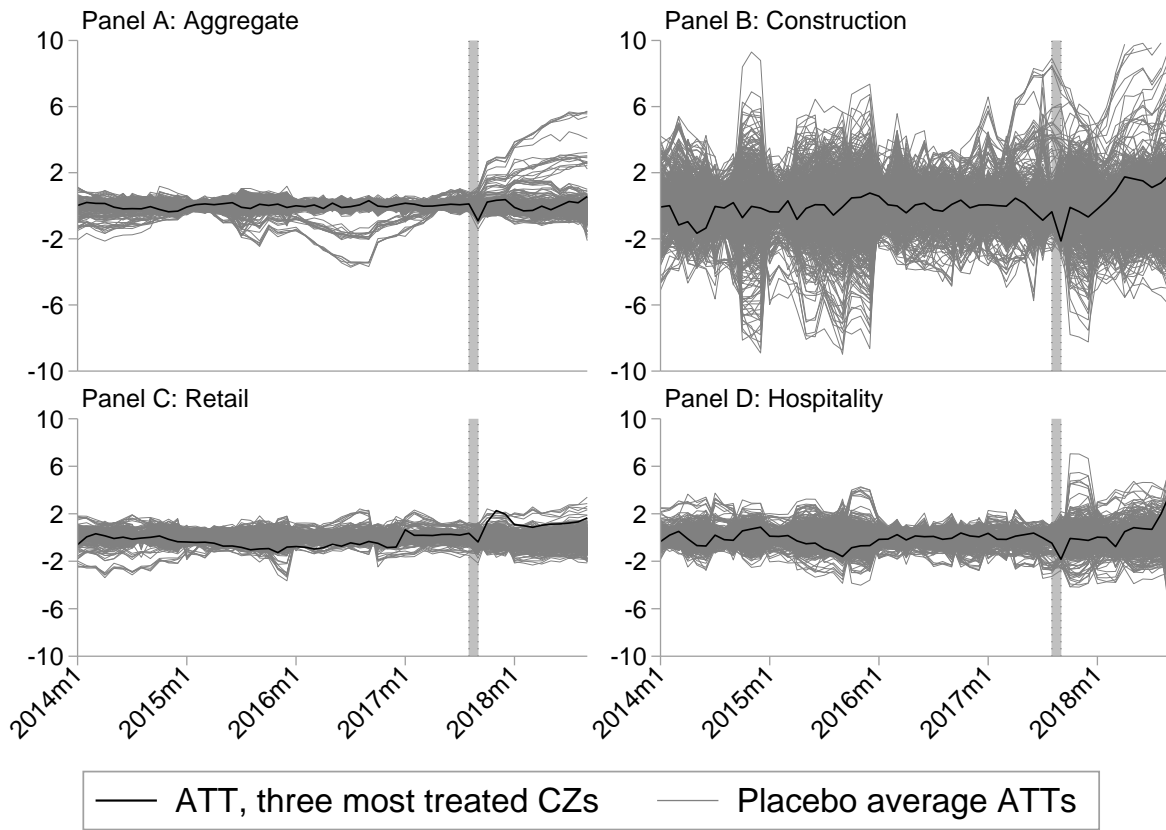 Panel A: Aggregate
10
6
2
-2
-6
-10
Panel B: Construction
10
6
2
-2
-6
-10
Panel C: Retail
10
6
2
-2
-6
-10
2014m1
2015m1
2016m1
2017m1
2018m1
Panel D: Hospitality
10
6
2
-2
-6
-10
2014m1
2015m1
2016m1
2017m1
2018m1
ATT, three most treated CZs
Placebo average ATTs